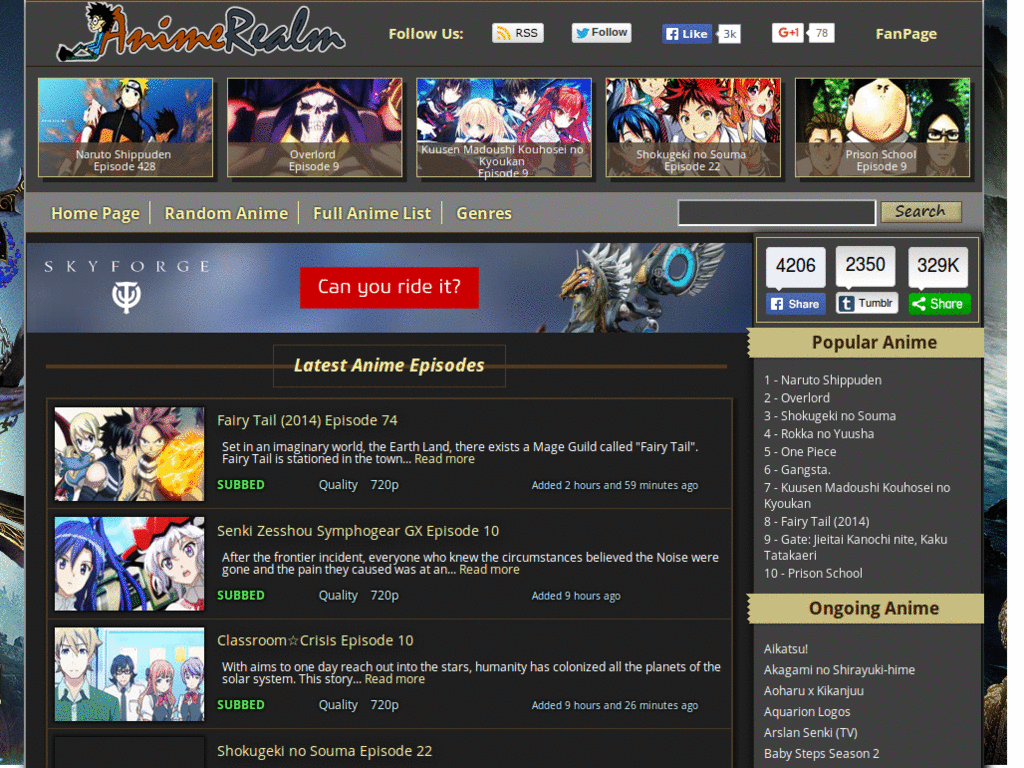 AnimeRealm
Follow Us:
RSS
Follow
Like
3k
G+1
78
FanPage
Naruto Shippuden
Episode 428
Overlord
Episode 9
Kuusen Madoushi Kouhosei no
Kyoukan
Episode 9
Shokugeki no Souma
Episode 22
Prison School
Episode 9
Home Page
Random Anime
Full Anime List
Genres
Search
SKYFORGE
Can you ride it?
4206
2350
329K
Share
Tumblr
Share
Latest Anime Episodes
Fairy Tail (2014) Episode 74
Set in an imaginary world, the Earth Land, there exists a Mage Guild called "Fairy Tail".
Fairy Tail is stationed in the town... Read more
SUBBED Quality 720p Added 2 hours and 59 minutes ago
Senki Zesshou Symphogear GX Episode 10
After the frontier incident, everyone who knew the circumstances believed the Noise were
gone and the pain they caused was at an... Read more
SUBBED Quality 720p Added 9 hours ago
Classroom☆Crisis Episode 10
With aims to one day reach out into the stars, humanity has colonized all the planets of the
solar system. This story... Read more
SUBBED Quality 720p Added 9 hours and 26 minutes ago
Shokugeki no Souma Episode 22
Popular Anime
1 - Naruto Shippuden
2 - Overlord
3 - Shokugeki no Souma
4 - Rokka no Yuusha
5 - One Piece
6 - Gangsta.
7 - Kuusen Madoushi Kouhosei no
Kyoukan
8 - Fairy Tail (2014)
9 - Gate: Jieitai Kanochi nite, Kaku
Tatakaeri
10 - Prison School
Ongoing Anime
Aikatsu!
Akagami no Shirayuki-hime
Aoharu x Kikanjuu
Aquarion Logos
Arslan Senki (TV)
Baby Steps Season 2